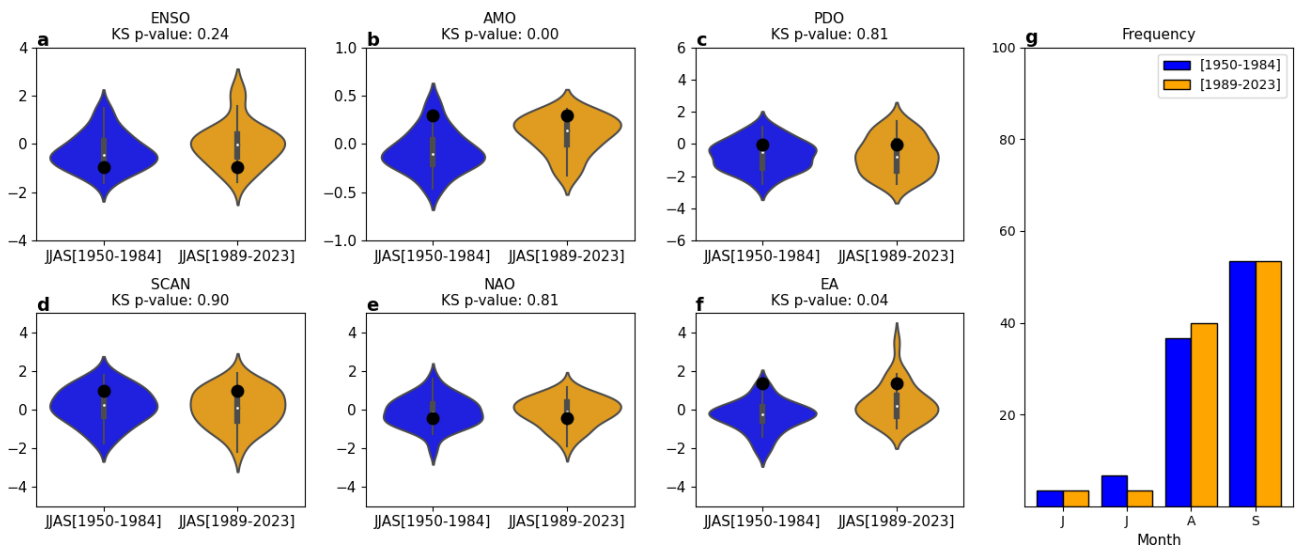 ENSO
KS p-value: 0.24
a
4
2
0
−2
−4
JJAS[1950-1984] JJAS[1989-2023]
AMO
KS p-value: 0.00
b
1.0
0.5
0.0
−0.5
−1.0
JJAS[1950-1984] JJAS[1989-2023]
PDO
KS p-value: 0.81
c
6
4
2
0
−2
−4
−6
JJAS[1950-1984] JJAS[1989-2023]
SCAN
KS p-value: 0.90
d
4
2
0
−2
−4
JJAS[1950-1984] JJAS[1989-2023]
NAO
KS p-value: 0.81
e
4
2
0
−2
−4
JJAS[1950-1984] JJAS[1989-2023]
EA
KS p-value: 0.04
f
4
2
0
−2
−4
JJAS[1950-1984] JJAS[1989-2023]
g
Frequency
[1950-1984]
[1989-2023]
100
80
60
40
20
J J A S
Month